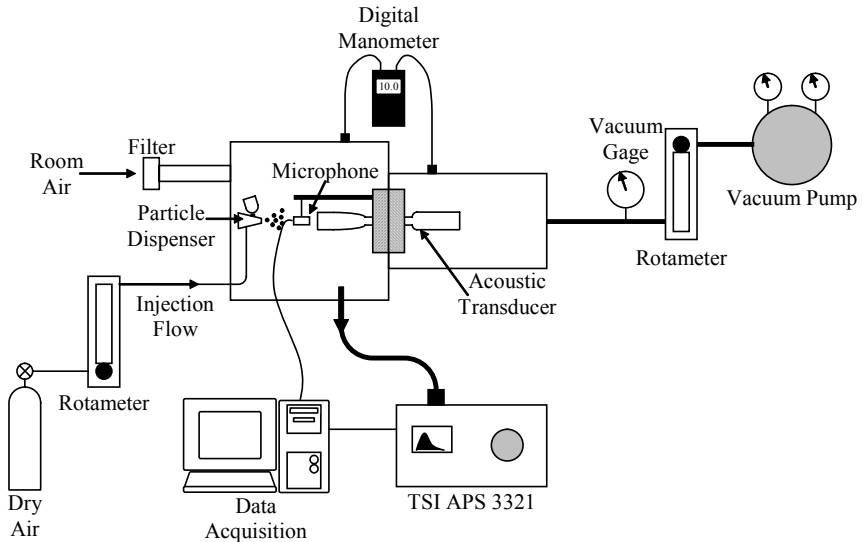 Digital
Manometer
10.0
Filter
Room
Air
Microphone
Vacuum
Gage
Vacuum Pump
Particle
Dispenser
Rotameter
Acoustic
Transducer
Injection
Flow
Rotameter
Dry
Air
Data
Acquisition
TSI APS 3321